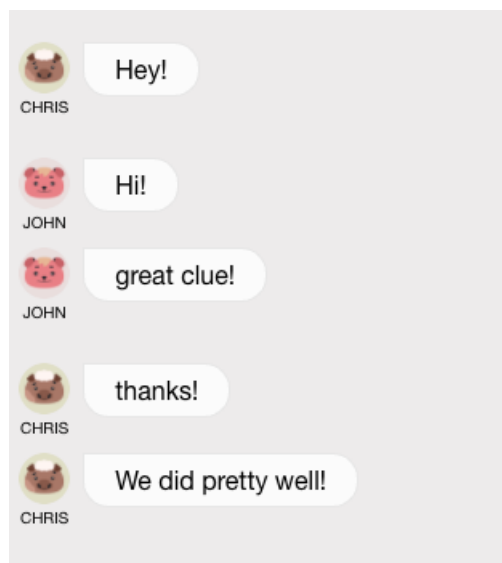 Hey!
CHRIS
Hi!
JOHN
great clue!
JOHN
thanks!
CHRIS
We did pretty well!
CHRIS